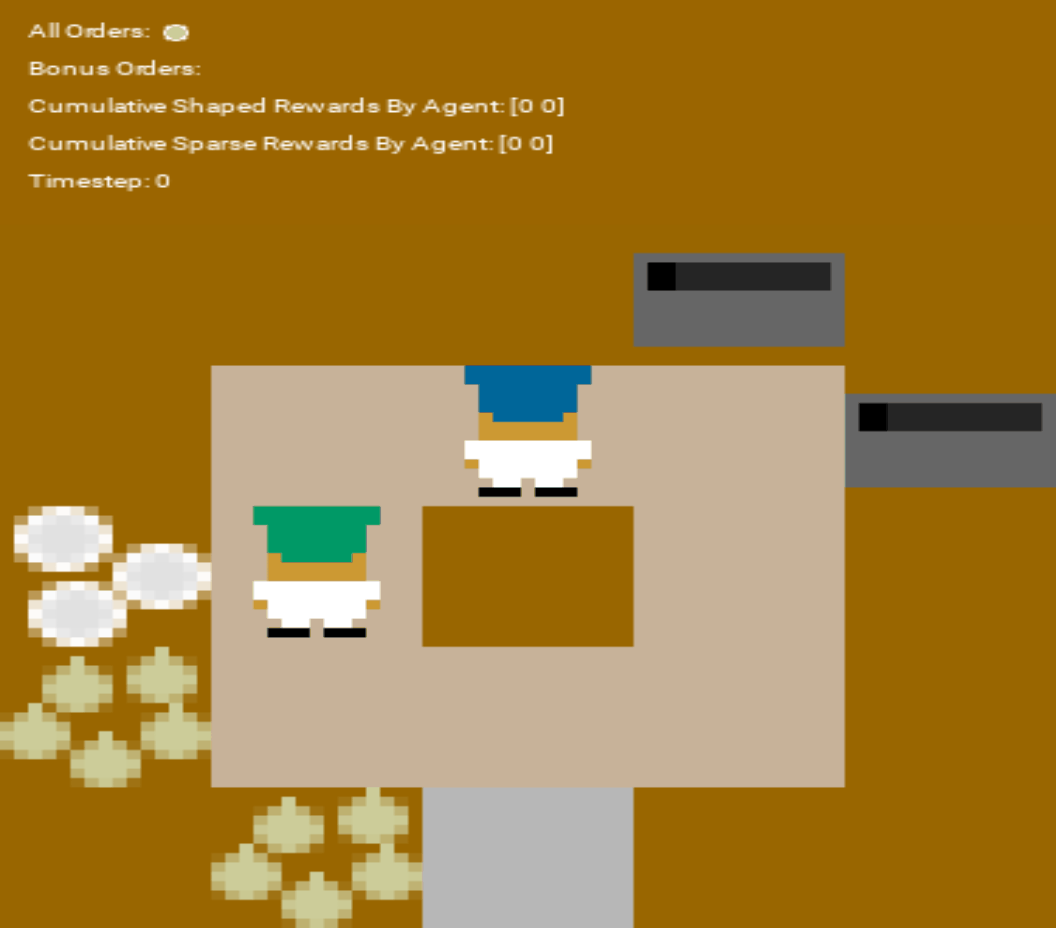 All Orders:
Bonus Orders:
Cumulative Shaped Rewards By Agent: [0 0]
Cumulative Sparse Rewards By Agent: [0 0]
Timestep: 0